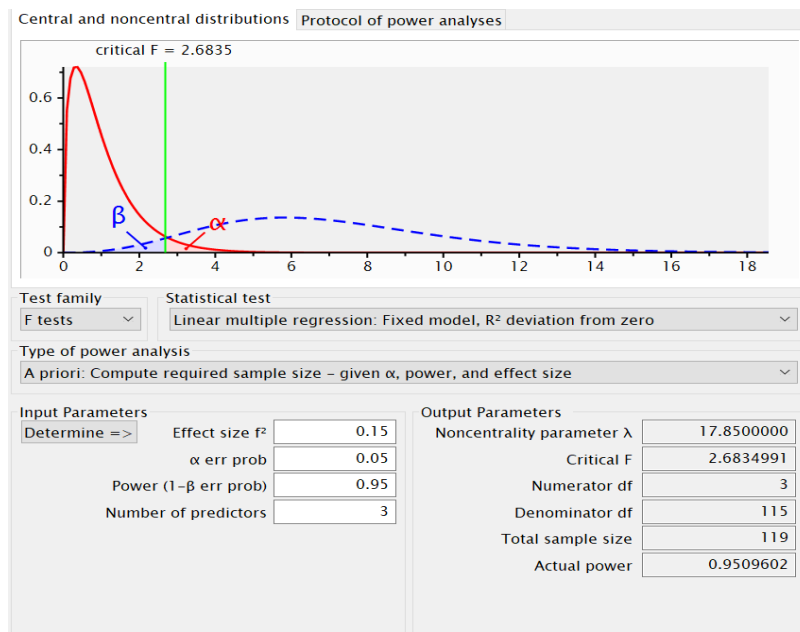 Central and noncentral distributions Protocol of power analyses
critical F = 2.6835
0.6
0.4
0.2
0
β α
0 2 4 6 8 10 12 14 16 18
Test family Statistical test
F tests Linear multiple regression: Fixed model, R² deviation from zero
Type of power analysis
A priori: Compute required sample size – given α, power, and effect size
Input Parameters
Determine => Effect size f² 0.15
α err prob 0.05
Power (1–β err prob) 0.95
Number of predictors 3
Output Parameters
Noncentrality parameter λ 17.8500000
Critical F 2.6834991
Numerator df 3
Denominator df 115
Total sample size 119
Actual power 0.9509602